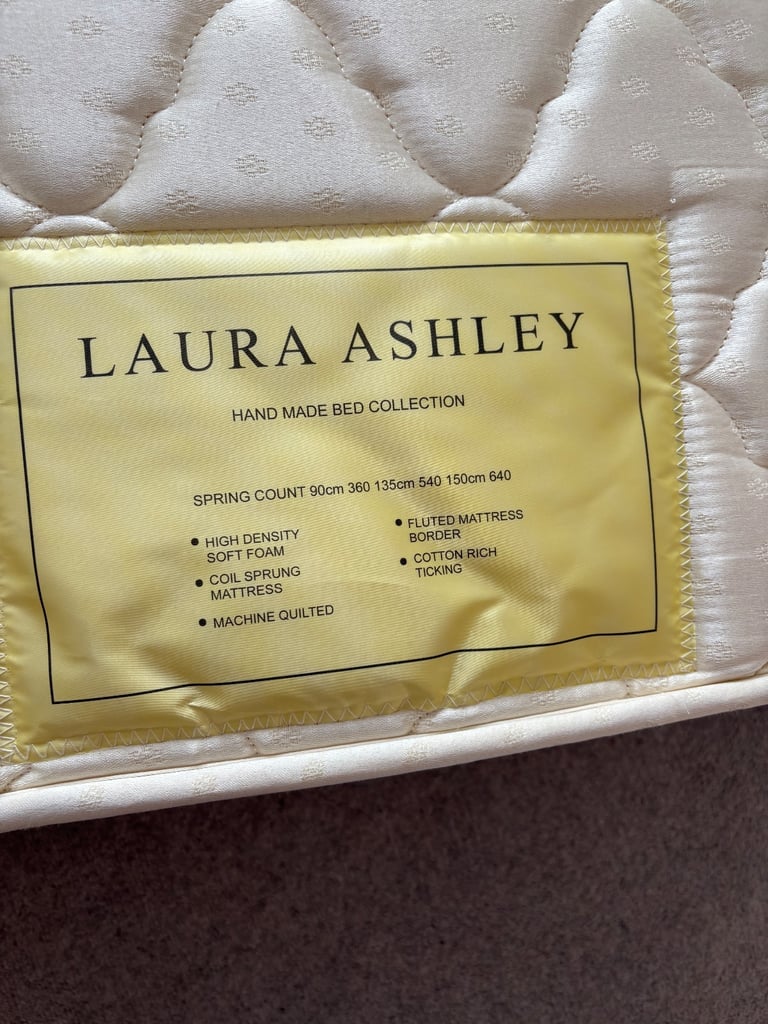 LAURA ASHLEY
HAND MADE BED COLLECTION
SPRING COUNT 90cm 360 135cm 540 150cm 640
• HIGH DENSITY
SOFT FOAM
• COIL SPRUNG
MATTRESS
• MACHINE QUILTED
• FLUTED MATTRESS
BORDER
• COTTON RICH
TICKING